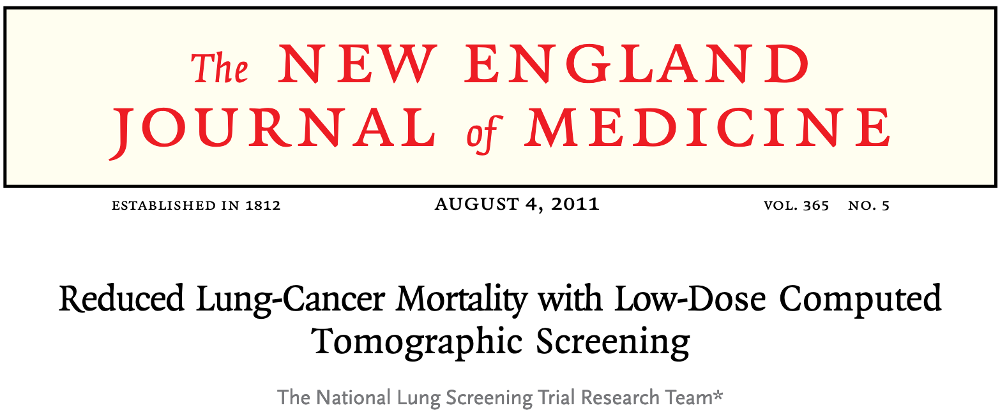 The NEW ENGLAND
JOURNAL of MEDICINE
ESTABLISHED IN 1812 AUGUST 4, 2011 VOL. 365 NO. 5
Reduced Lung-Cancer Mortality with Low-Dose Computed
Tomographic Screening
The National Lung Screening Trial Research Team*